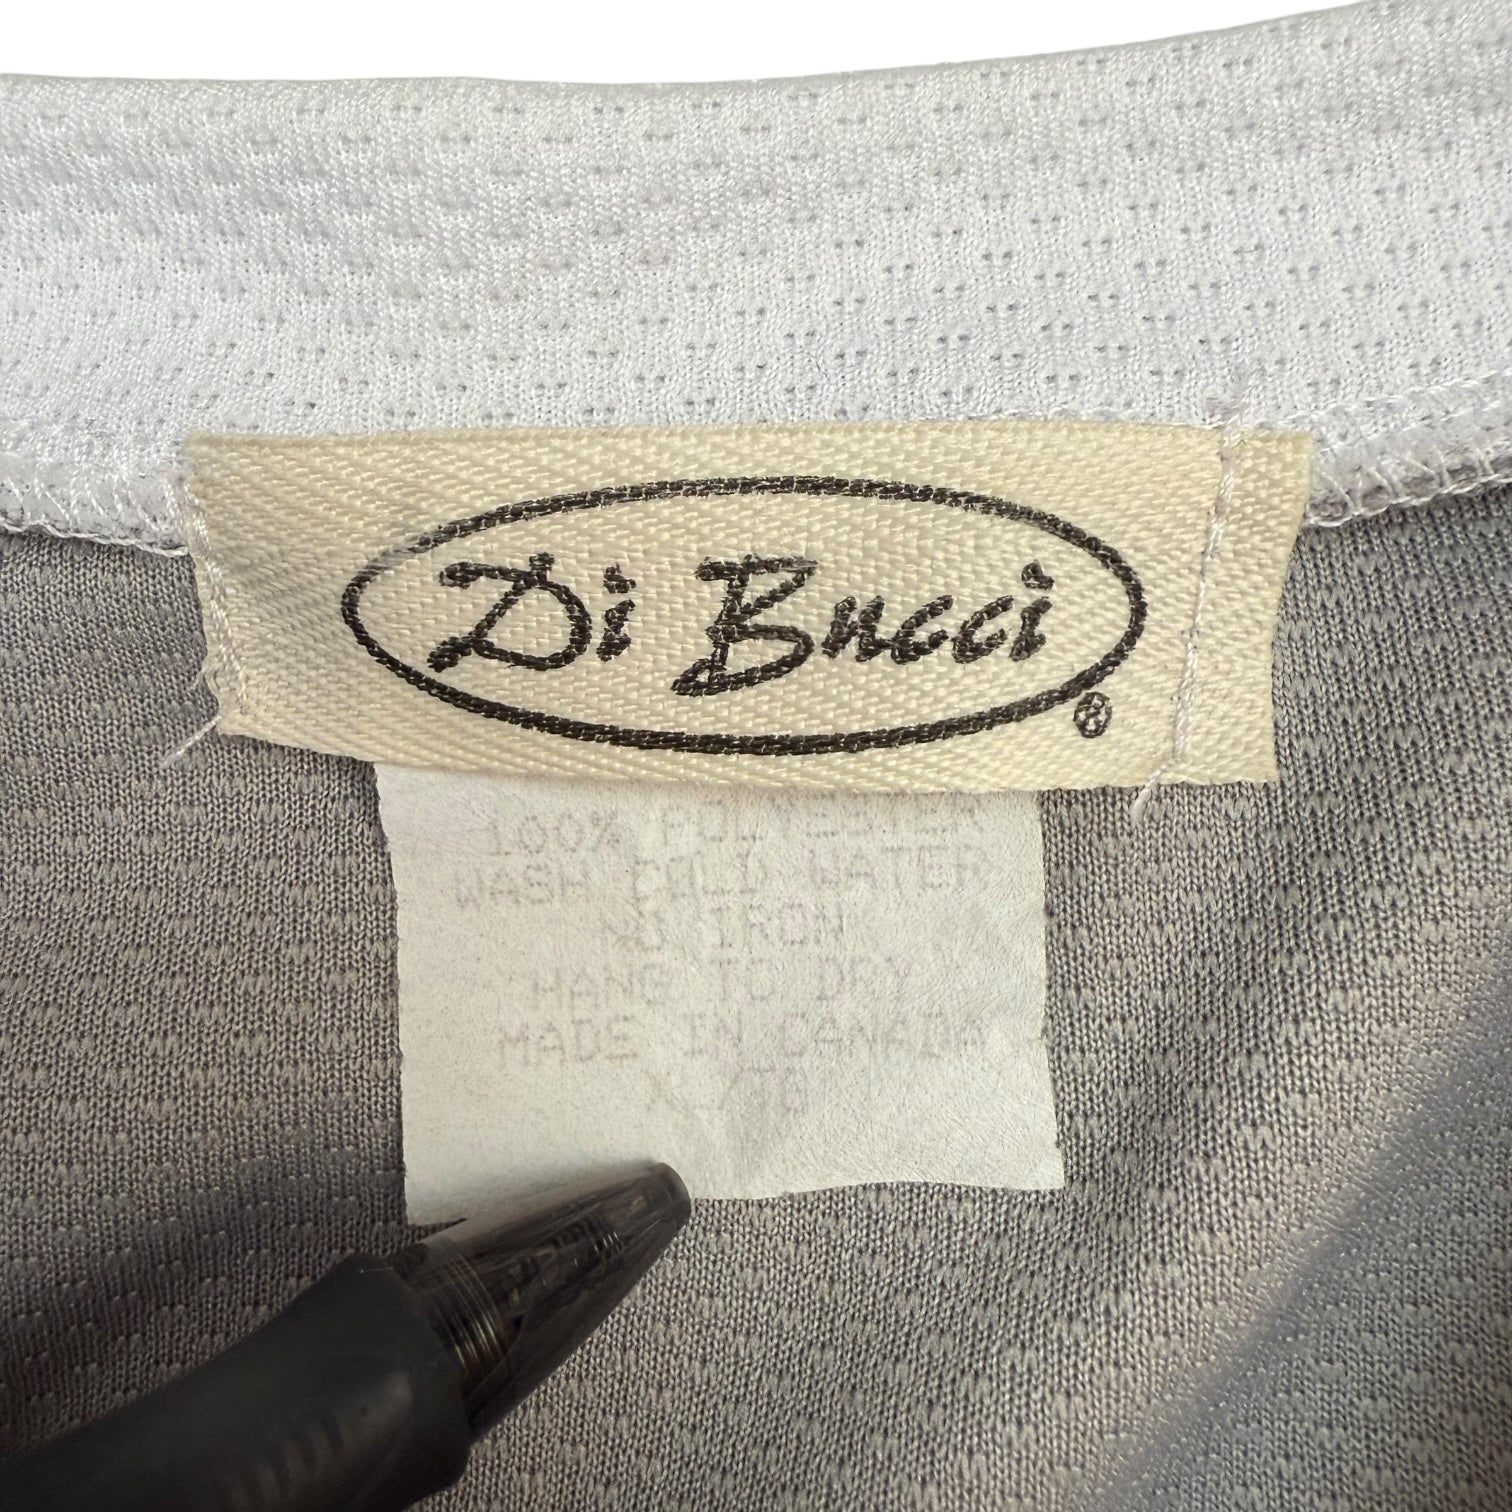 Di Bucci
®
100% POLYESTER
WASH COLD WATER
NO IRON
HANG TO DRY
MADE IN CANADA